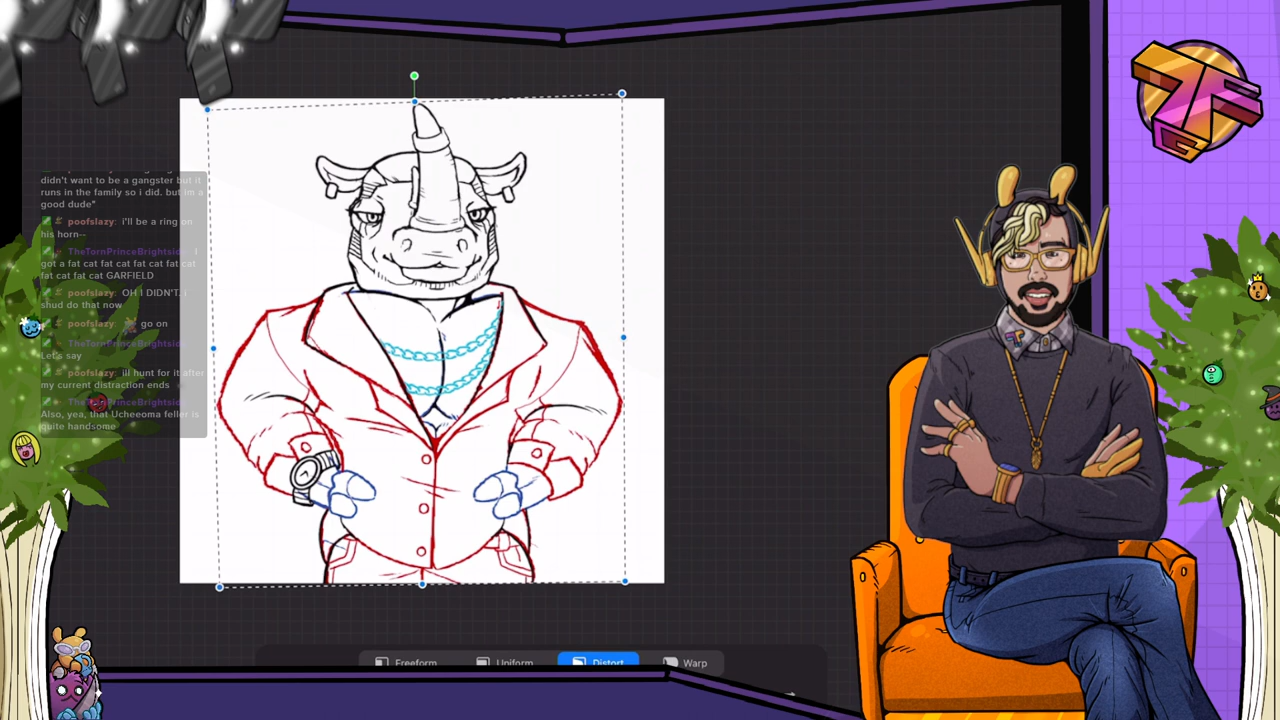 didn't want to be a gangster but it
runs in the family so i did. but im a
good dude"
poofslazy: i'll be a ring on
his horn--
TheTornPrinceBrightside: I
got a fat cat fat cat fat cat fat cat
fat cat fat cat GARFIELD
poofslazy: OH I DIDN'T. i
shud do that now
poofslazy: go on
Let's say
poofslazy: ill hunt for it after
my current distraction ends
Also, yea, that Ucheeoma feller is
quite handsome
Freeform
Uniform
Distort
Warp